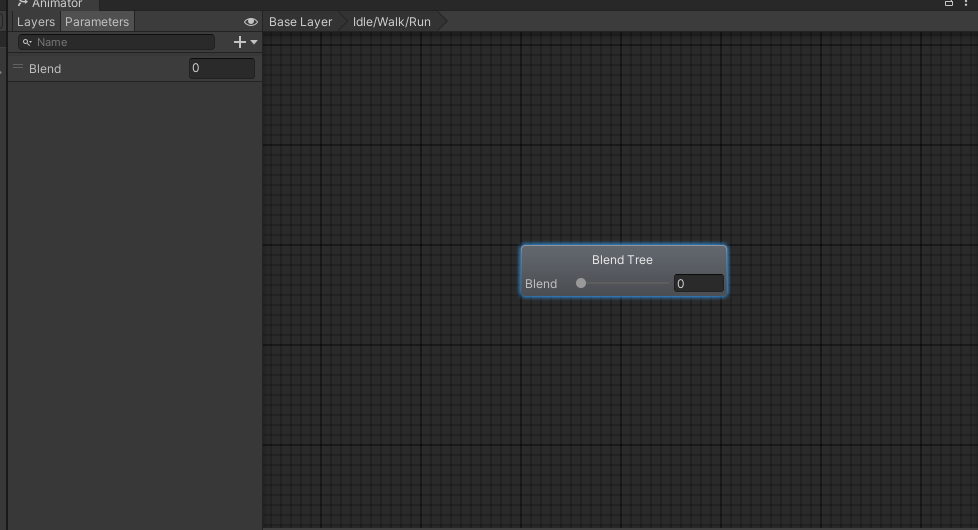 Animator
Layers Parameters Base Layer Idle/Walk/Run
Name
Blend 0
Blend Tree
Blend 0